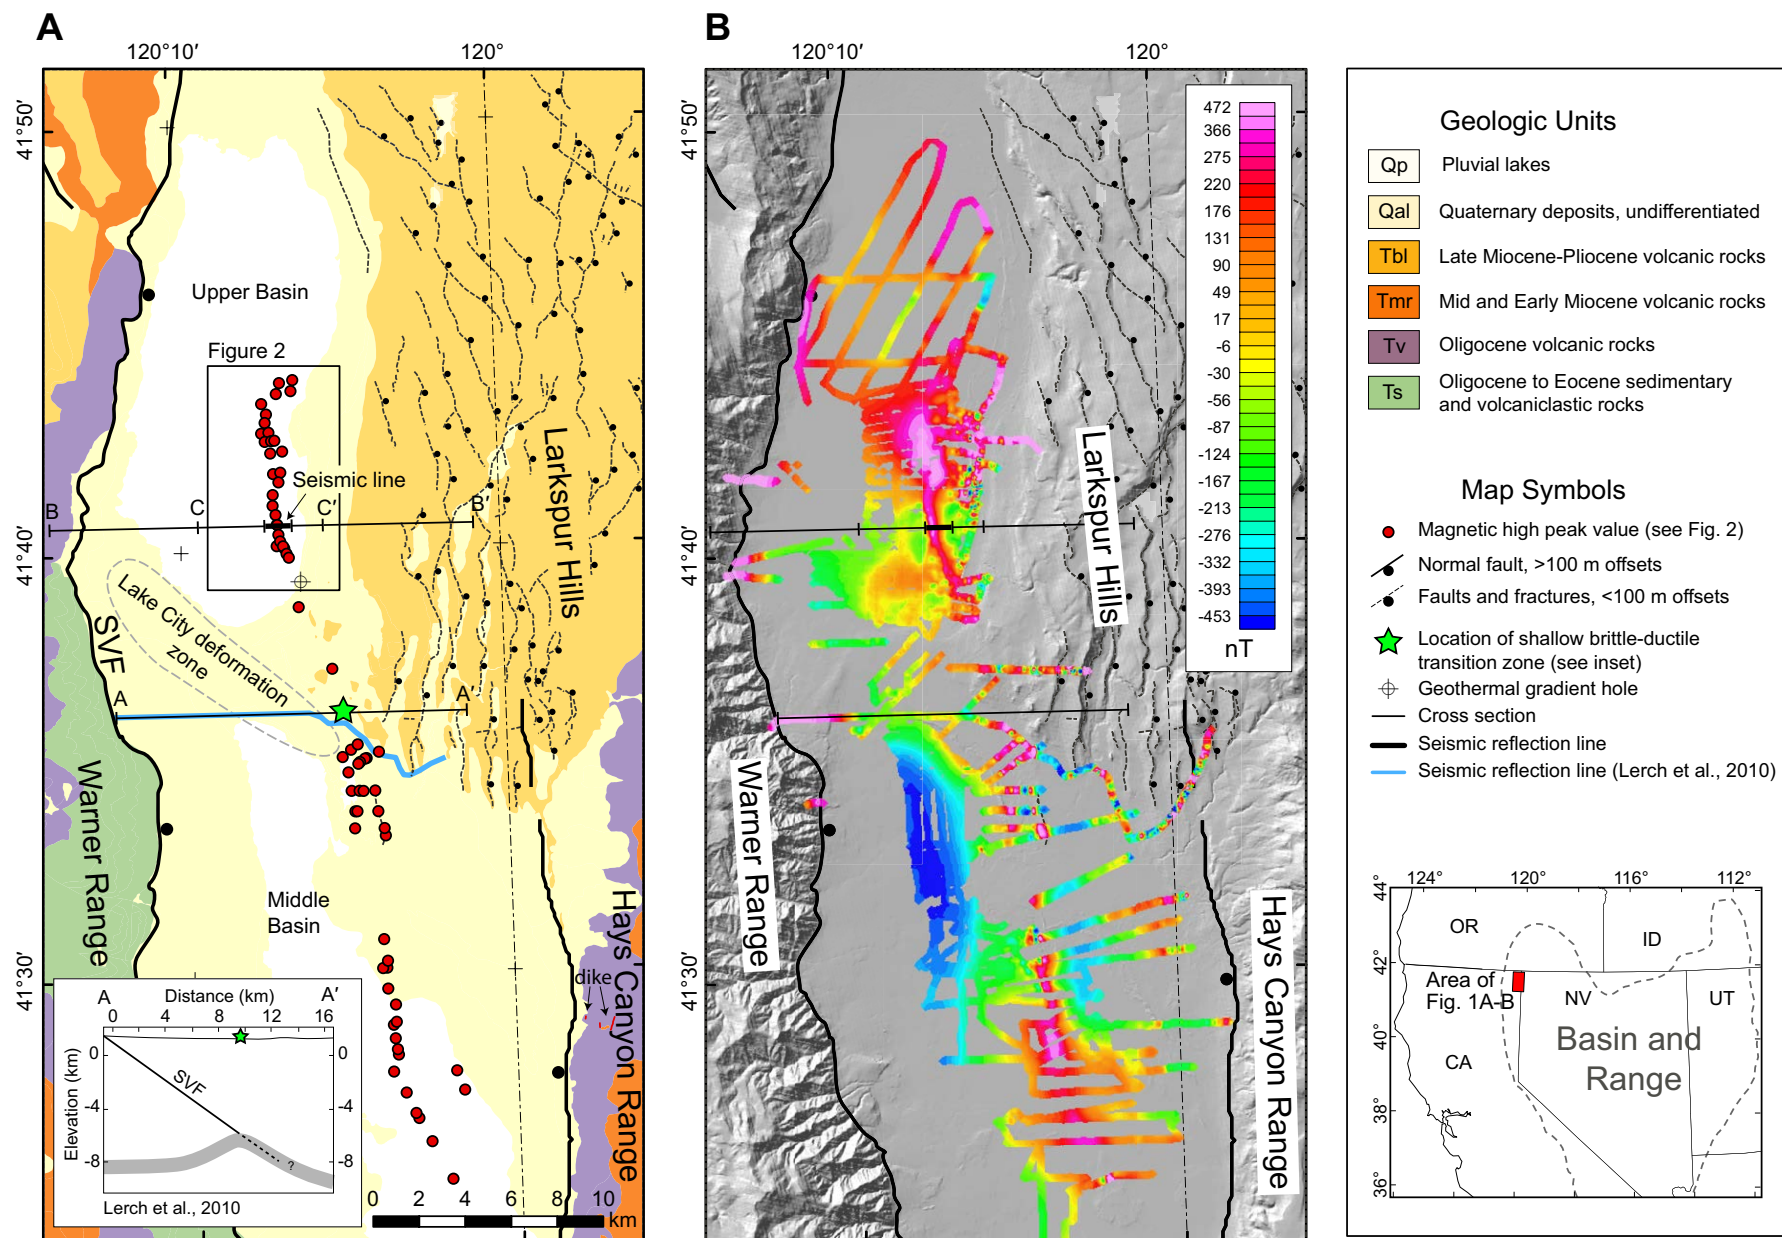 A
120°10′
120°
41°50′
41°40′
41°30′
Upper Basin
Figure 2
Seismic line
B
C
C′
B′
Larkspur Hills
Lake City deformation
zone
SVF
A
A′
Warner Range
Middle
Basin
Hays Canyon Range
dike
A
Distance (km)
A′
0
4
8
12
16
Elevation (km)
0
-4
-8
0
-4
-8
SVF
?
Lerch et al., 2010
0
2
4
6
8
10
km
B
120°10′
120°
41°50′
41°40′
41°30′
Larkspur Hills
Warner Range
Hays Canyon Range
472
366
275
220
176
131
90
49
17
-6
-30
-56
-87
-124
-167
-213
-276
-332
-393
-453
nT
Geologic Units
Qp Pluvial lakes
Qal Quaternary deposits, undifferentiated
Tbl Late Miocene-Pliocene volcanic rocks
Tmr Mid and Early Miocene volcanic rocks
Tv Oligocene volcanic rocks
Ts Oligocene to Eocene sedimentary
and volcaniclastic rocks
Map Symbols
Magnetic high peak value (see Fig. 2)
Normal fault, >100 m offsets
Faults and fractures, <100 m offsets
Location of shallow brittle-ductile
transition zone (see inset)
Geothermal gradient hole
Cross section
Seismic reflection line
Seismic reflection line (Lerch et al., 2010)
124°
120°
116°
112°
44°
42°
40°
38°
36°
OR
ID
Area of
Fig. 1A-B
NV
UT
CA
Basin and
Range